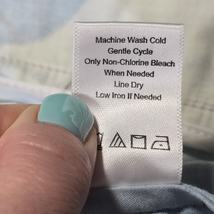 Machine Wash Cold
Gentle Cycle
Only Non-Chlorine Bleach
When Needed
Line Dry
Low Iron If Needed